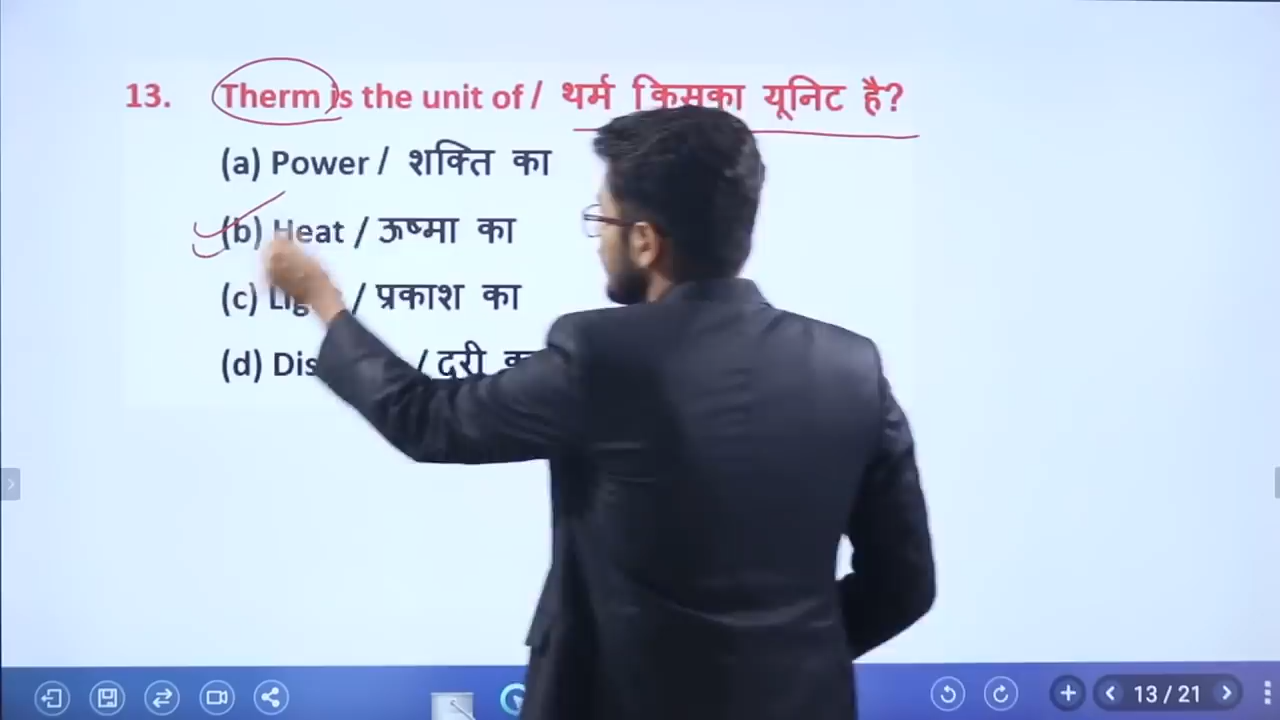 13. Therm is the unit of / थर्म किसका यूनिट है?
(a) Power / शक्ति का
(b) Heat / ऊष्मा का
(c) / प्रकाश का
(d) / दूरी
13 / 21